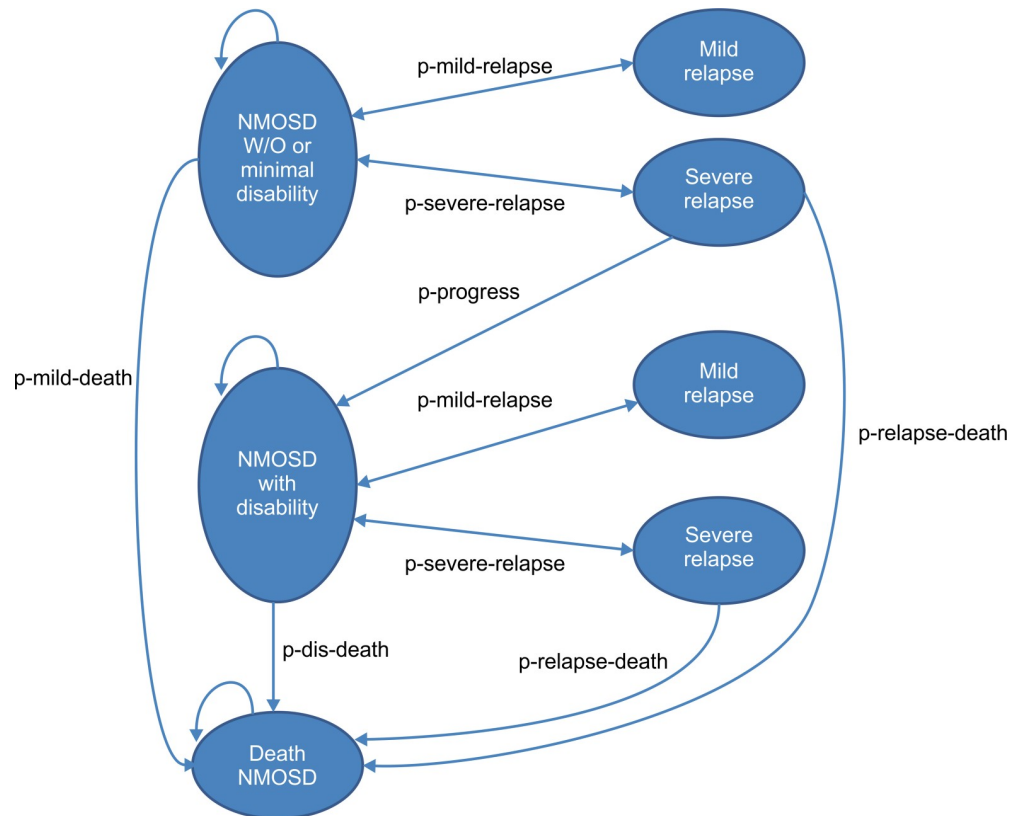 Mild
relapse
p-mild-relapse
NMOSD
W/O or
minimal
disability
Severe
relapse
p-severe-relapse
p-progress
p-mild-death
Mild
relapse
p-mild-relapse
p-relapse-death
NMOSD
with
disability
Severe
relapse
p-severe-relapse
p-dis-death
p-relapse-death
Death
NMOSD